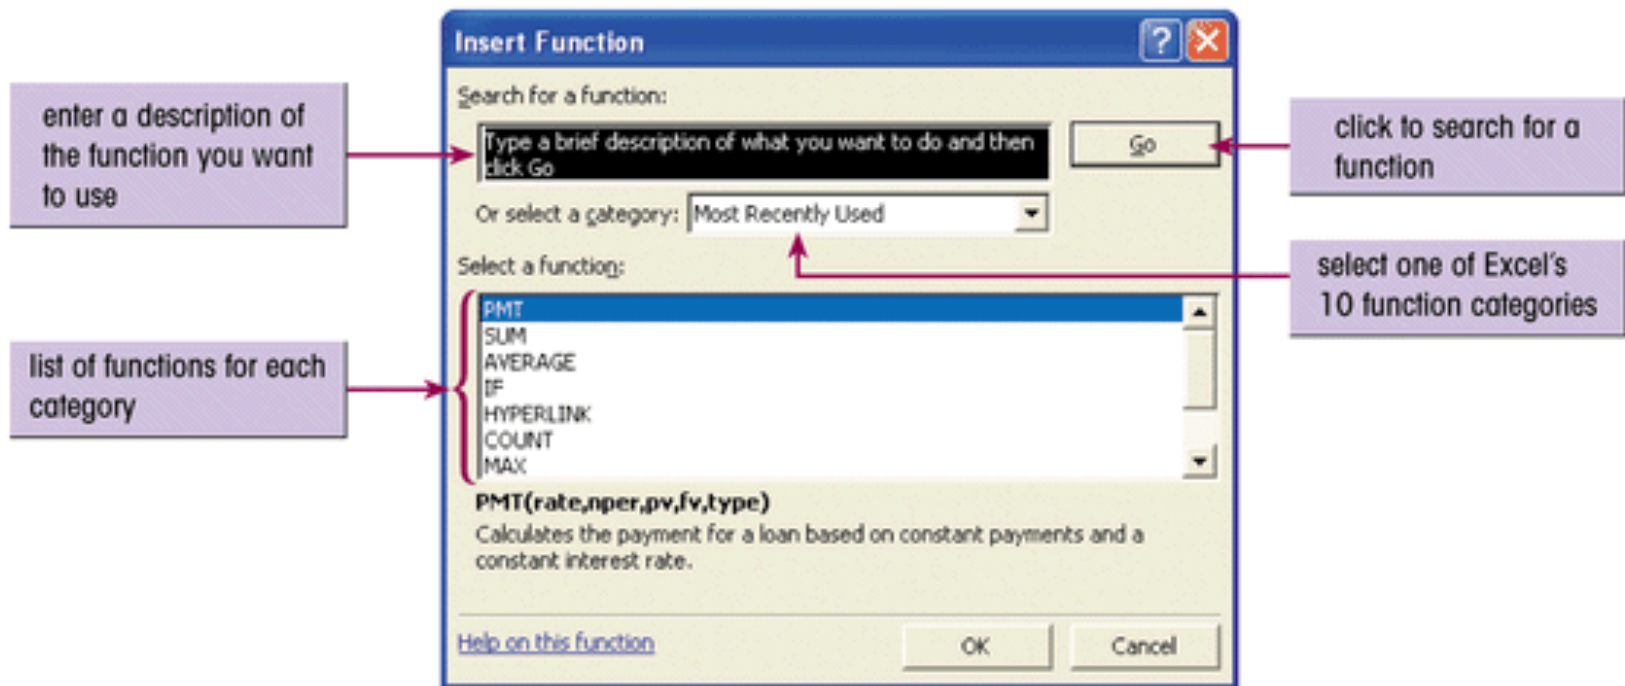 Insert Function
enter a description of
the function you want
to use
Search for a function:
Type a brief description of what you want to do and then
click Go
Go
click to search for a
function
Or select a category: Most Recently Used
select one of Excel's
10 function categories
Select a function:
list of functions for each
category
PMT
SUM
AVERAGE
IF
HYPERLINK
COUNT
MAX
PMT(rate,nper,pv,fv,type)
Calculates the payment for a loan based on constant payments and a
constant interest rate.
Help on this function
OK
Cancel